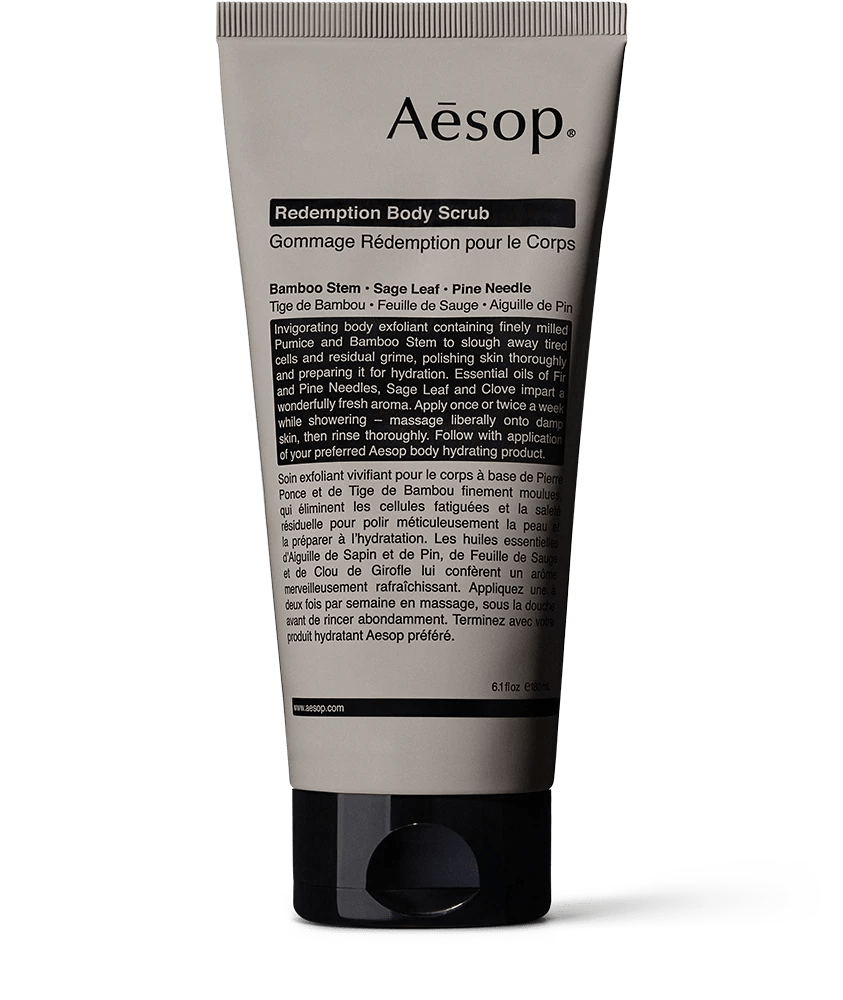 Aēsop®
Redemption Body Scrub
Gommage Rédemption pour le Corps
Bamboo Stem • Sage Leaf • Pine Needle
Tige de Bambou • Feuille de Sauge • Aiguille de Pin
Invigorating body exfoliant containing finely milled
Pumice and Bamboo Stem to slough away tired
cells and residual grime, polishing skin thoroughly
and preparing it for hydration. Essential oils of Fir
and Pine Needles, Sage Leaf and Clove impart a
wonderfully fresh aroma. Apply once or twice a week
while showering – massage liberally onto damp
skin, then rinse thoroughly. Follow with application
of your preferred Aesop body hydrating product.
Soin exfoliant vivifiant pour le corps à base de Pierre
Ponce et de Tige de Bambou finement moulues,
qui éliminent les cellules fatiguées et la saleté
résiduelle pour polir méticuleusement la peau et
la préparer à l’hydratation. Les huiles essentielles
d’Aiguille de Sapin et de Pin, de Feuille de Sauge
et de Clou de Girofle lui confèrent un arôme
merveilleusement rafraîchissant. Appliquez une à
deux fois par semaine en massage, sous la douche
avant de rincer abondamment. Terminez avec votre
produit hydratant Aesop préféré.
6.1 fl oz ℮180 mL
www.aesop.com